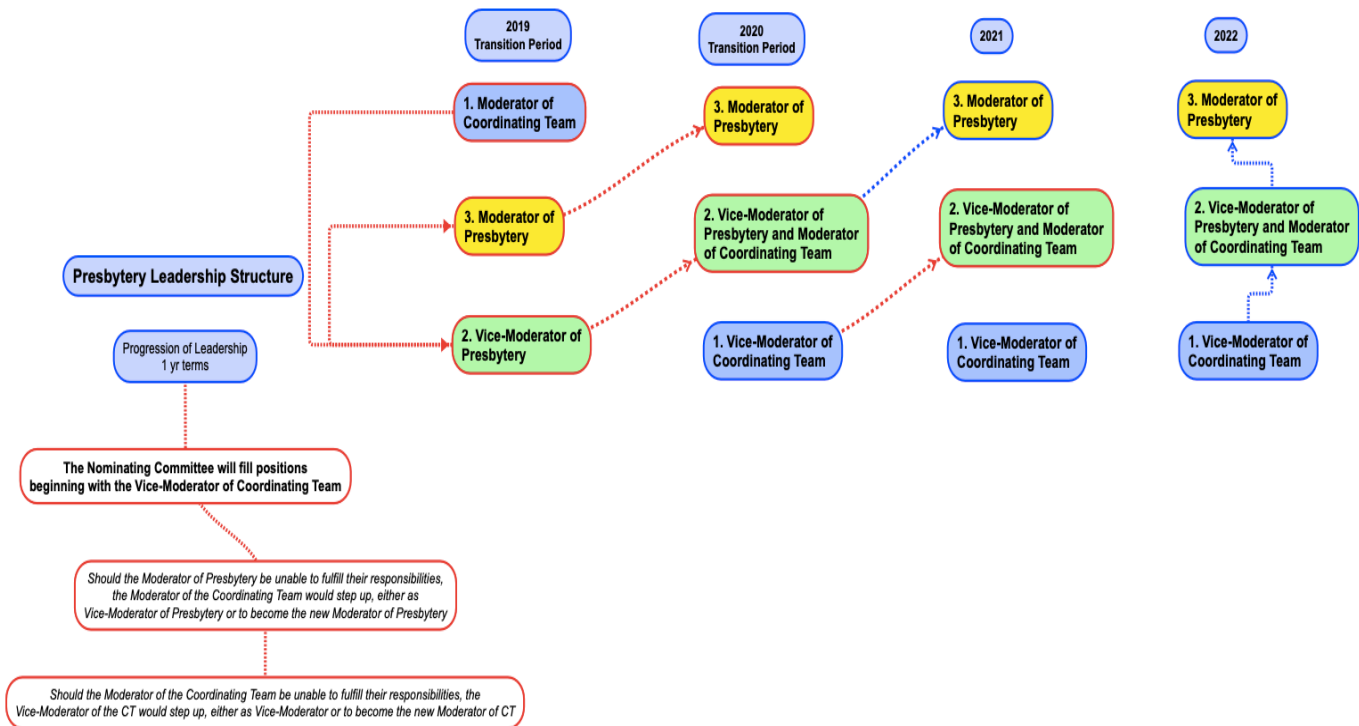 2019
Transition Period
2020
Transition Period
2021
2022
1. Moderator of
Coordinating Team
3. Moderator of
Presbytery
2. Vice-Moderator of
Presbytery
3. Moderator of
Presbytery
2. Vice-Moderator of
Presbytery and Moderator
of Coordinating Team
1. Vice-Moderator of
Coordinating Team
3. Moderator of
Presbytery
2. Vice-Moderator of
Presbytery and Moderator
of Coordinating Team
1. Vice-Moderator of
Coordinating Team
3. Moderator of
Presbytery
2. Vice-Moderator of
Presbytery and Moderator
of Coordinating Team
1. Vice-Moderator of
Coordinating Team
Presbytery Leadership Structure
Progression of Leadership
1 yr terms
The Nominating Committee will fill positions
beginning with the Vice-Moderator of Coordinating Team
Should the Moderator of Presbytery be unable to fulfill their responsibilities,
the Moderator of the Coordinating Team would step up, either as
Vice-Moderator of Presbytery or to become the new Moderator of Presbytery
Should the Moderator of the Coordinating Team be unable to fulfill their responsibilities, the
Vice-Moderator of the CT would step up, either as Vice-Moderator or to become the new Moderator of CT